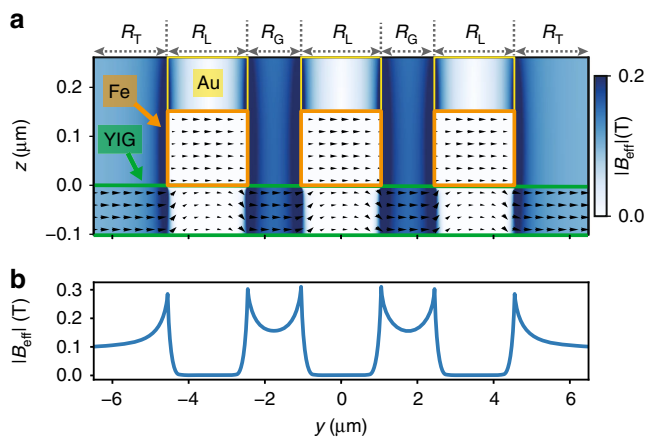 a
R_T R_L R_G R_L R_G R_L R_T
0.2
0.1
0.0
−0.1
z (μm)
Fe
Au
YIG
0.2
0.0
|B_eff|(T)
b
0.3
0.2
0.1
0.0
|B_eff| (T)
−6 −4 −2 0 2 4 6
y (μm)